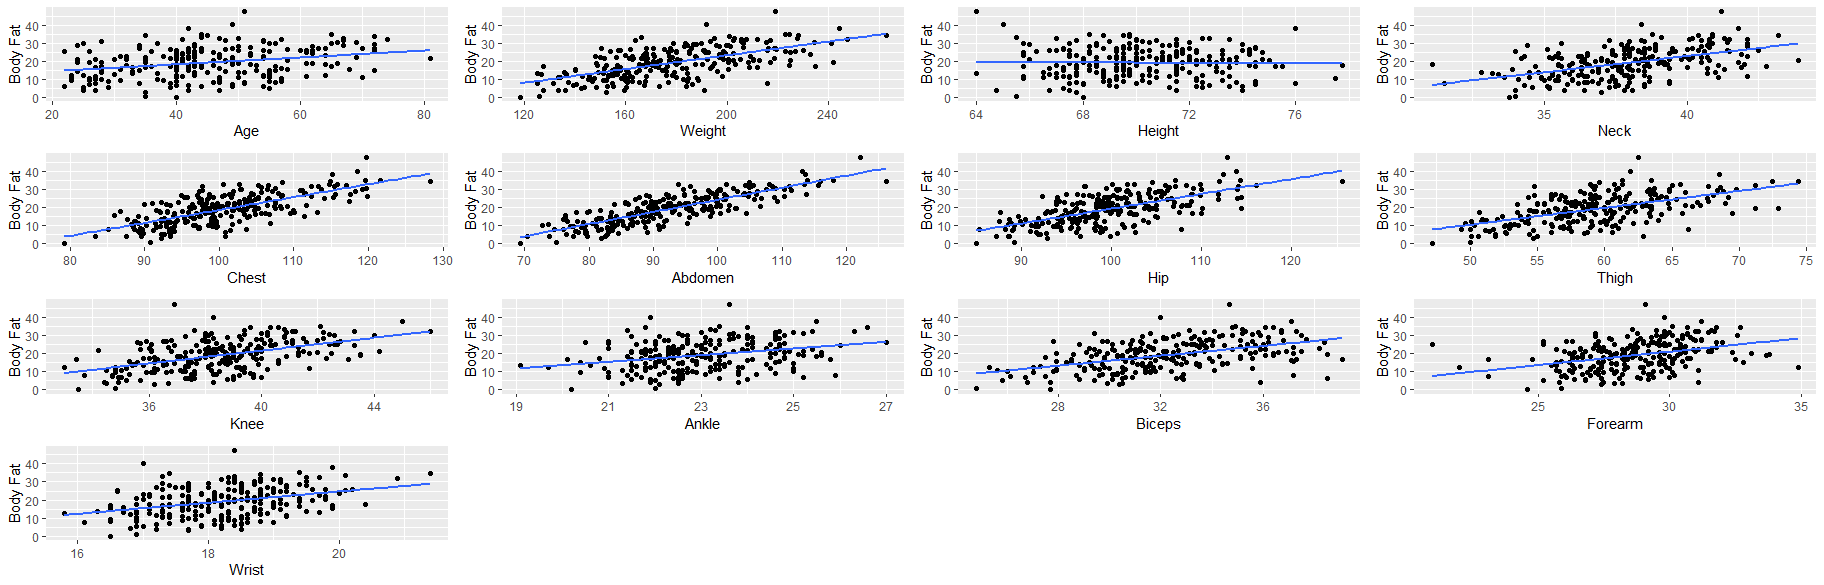 Body Fat
40
30
20
10
0
20 40 60 80
Age
Body Fat
40
30
20
10
0
120 160 200 240
Weight
Body Fat
40
30
20
10
0
64 68 72 76
Height
Body Fat
40
30
20
10
0
35 40
Neck
Body Fat
40
30
20
10
0
80 90 100 110 120 130
Chest
Body Fat
40
30
20
10
0
70 80 90 100 110 120
Abdomen
Body Fat
40
30
20
10
0
90 100 110 120
Hip
Body Fat
40
30
20
10
0
50 55 60 65 70 75
Thigh
Body Fat
40
30
20
10
0
36 40 44
Knee
Body Fat
40
30
20
10
0
19 21 23 25 27
Ankle
Body Fat
40
30
20
10
0
28 32 36
Biceps
Body Fat
40
30
20
10
0
25 30 35
Forearm
Body Fat
40
30
20
10
0
16 18 20
Wrist